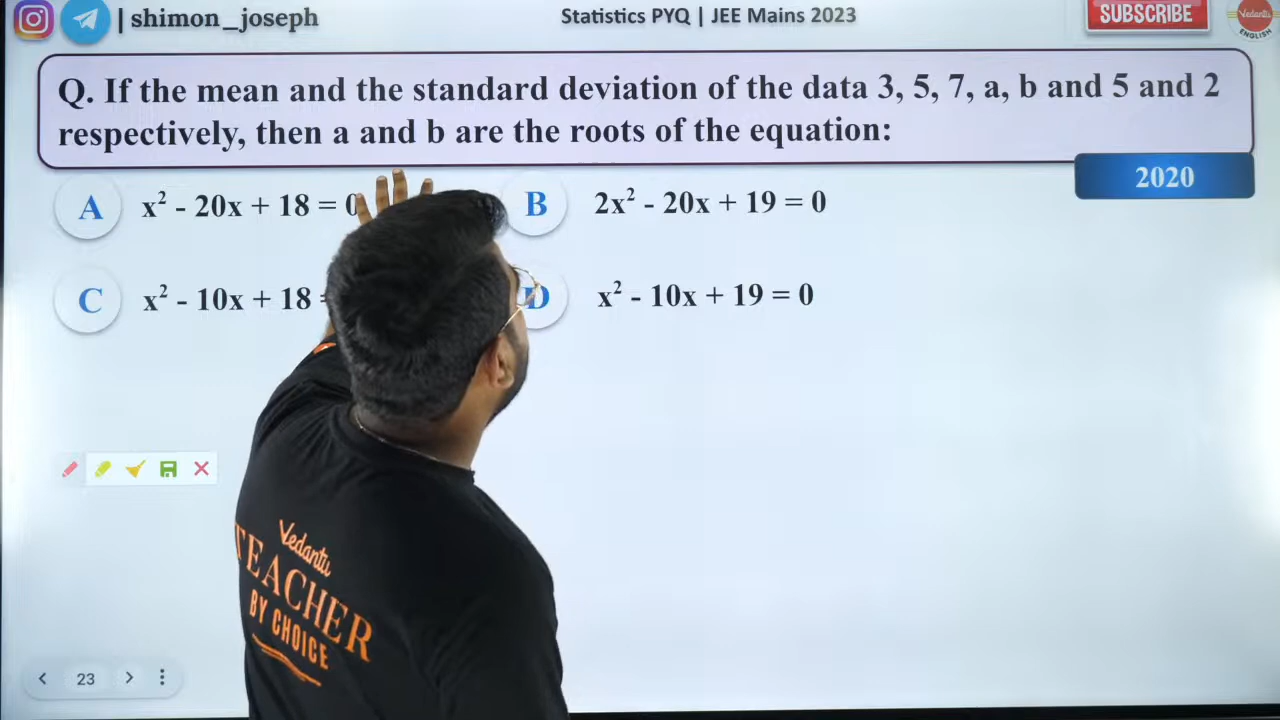 | shimon_joseph
Statistics PYQ | JEE Mains 2023
SUBSCRIBE
Vedantu
ENGLISH
Q. If the mean and the standard deviation of the data 3, 5, 7, a, b and 5 and 2
respectively, then a and b are the roots of the equation:
2020
A x² - 20x + 18 = 0
B 2x² - 20x + 19 = 0
C x² - 10x + 18
D x² - 10x + 19 = 0
Vedantu
TEACHER
BY CHOICE
23